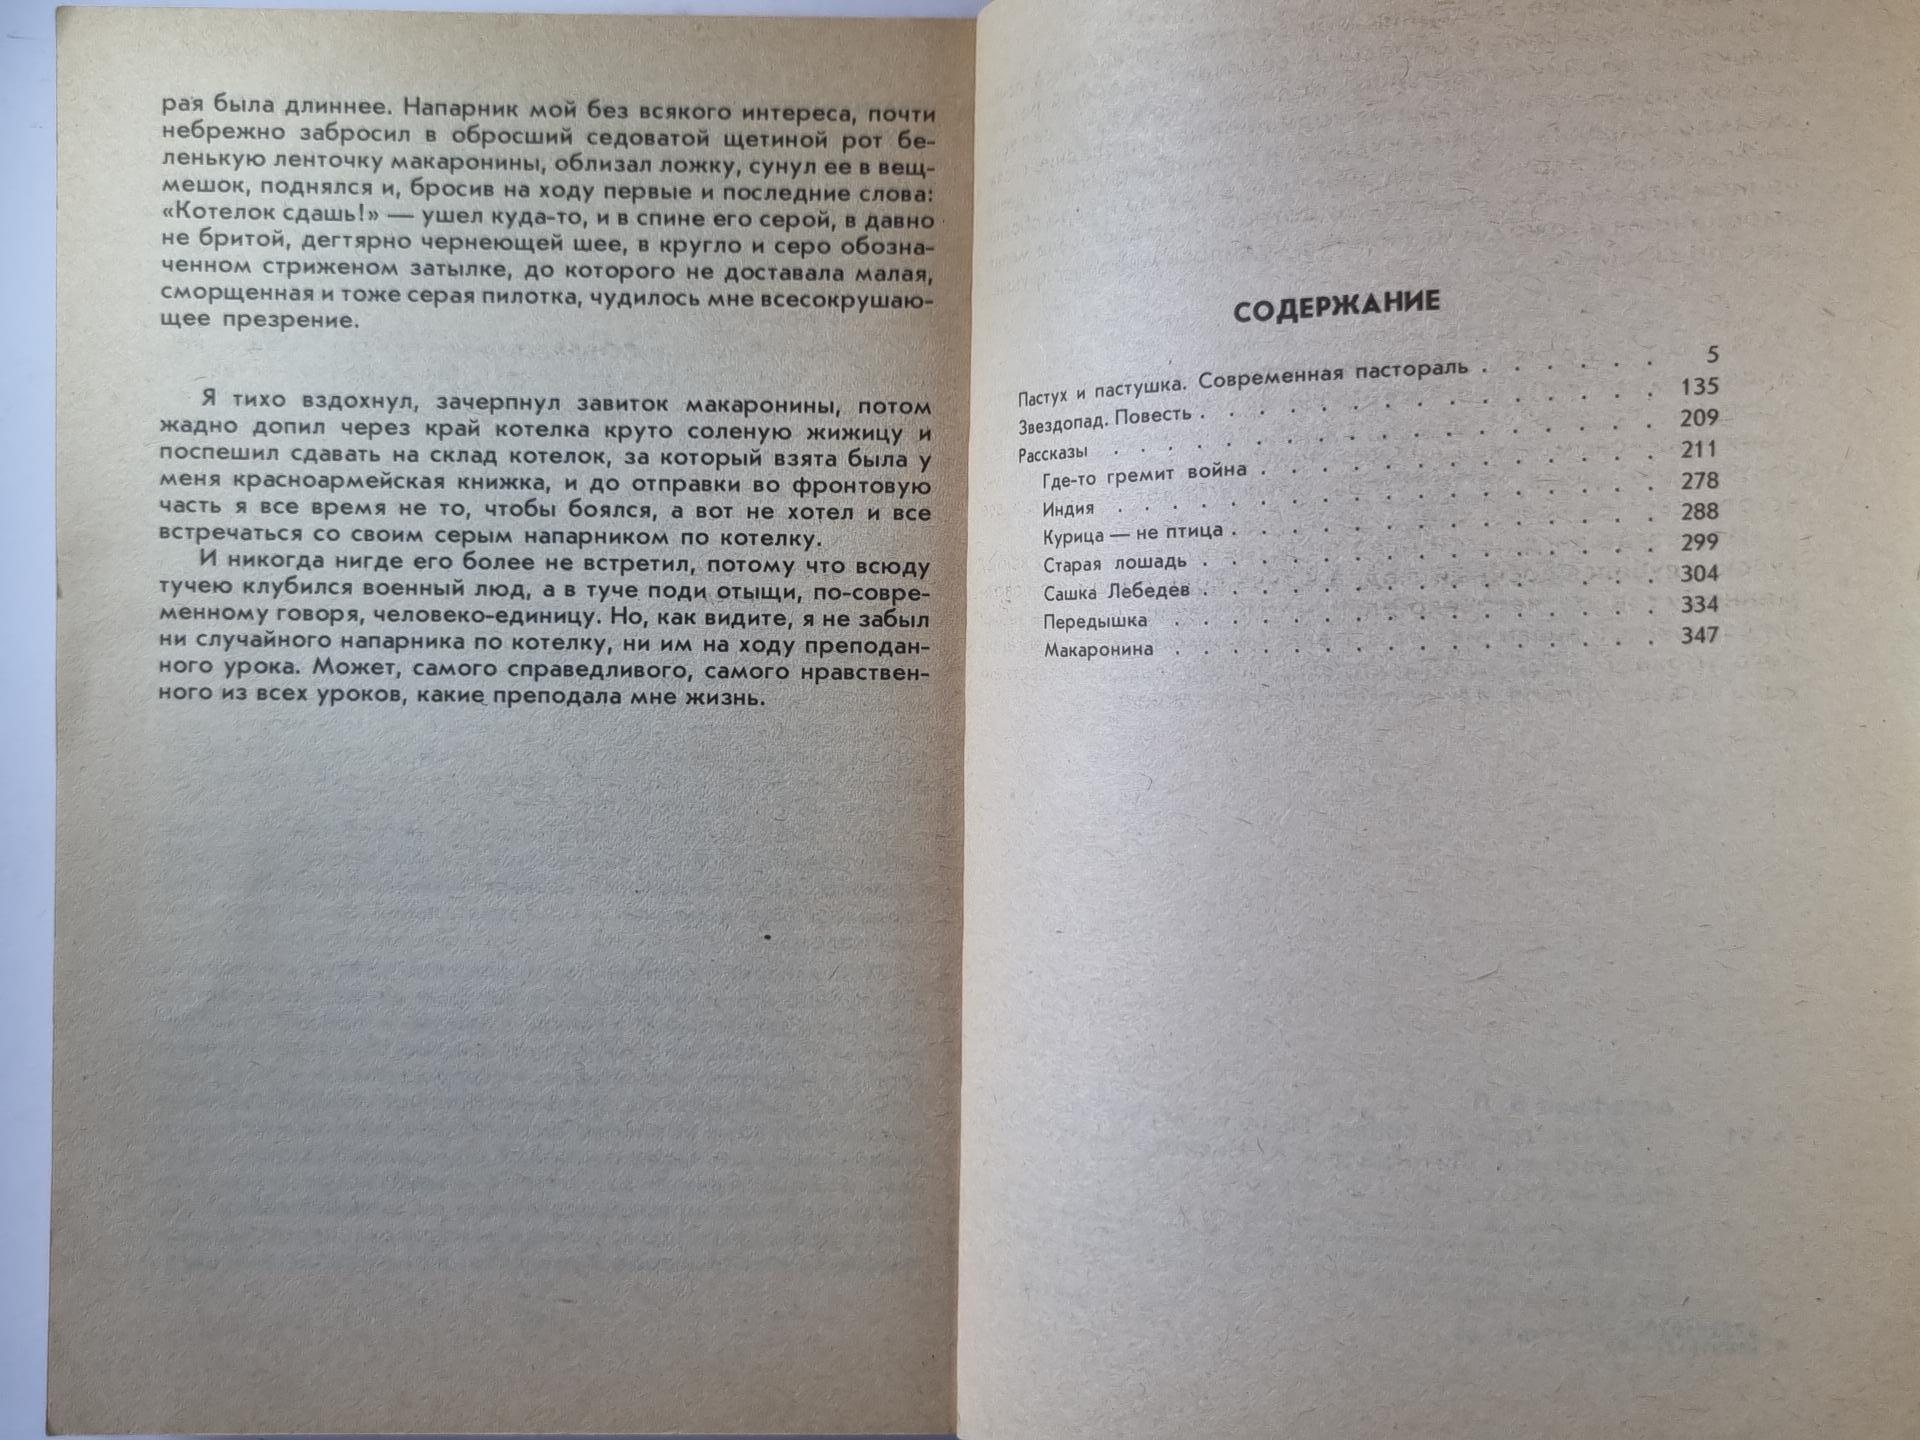 рая была длиннее. Напарник мой без всякого интереса, почти
небрежно забросил в обросший седоватой щетиной рот бе-
ленькую ленточку макаронины, облизал ложку, сунул ее в вещ-
мешок, поднялся и, бросив на ходу первые и последние слова:
«Котелок сдашь!» — ушел куда-то, и в спине его серой, в давно
не бритой, дегтярно чернеющей шее, в кругло и серо обозна-
ченном стриженом затылке, до которого не доставала малая,
сморщенная и тоже серая пилотка, чудилось мне всесокрушаю-
щее презрение.
Я тихо вздохнул, зачерпнул завиток макаронины, потом
жадно допил через край котелка круто соленую жижицу и
поспешил сдавать на склад котелок, за который взята была у
меня красноармейская книжка, и до отправки во фронтовую
часть я все время не то, чтобы боялся, а вот не хотел и все
встречаться со своим серым напарником по котелку.
И никогда нигде его более не встретил, потому что всюду
тучею клубился военный люд, а в туче поди отыщи, по-совре-
менному говоря, человеко-единицу. Но, как видите, я не забыл
ни случайного напарника по котелку, ни им на ходу преподан-
ного урока. Может, самого справедливого, самого нравствен-
ного из всех уроков, какие преподала мне жизнь.
СОДЕРЖАНИЕ
Пастух и пастушка. Современная пастораль . . . . . . 5
Звездопад. Повесть . . . . . . . . . . . . . . 135
Рассказы . . . . . . . . . . . . . . . . 209
Где-то гремит война . . . . . . . . . . . . 211
Индия . . . . . . . . . . . . . . . . 278
Курица — не птица . . . . . . . . . . . . . 288
Старая лошадь . . . . . . . . . . . . . . 299
Сашка Лебедев . . . . . . . . . . . . . . 304
Передышка . . . . . . . . . . . . . . 334
Макаронина . . . . . . . . . . . . . . 347